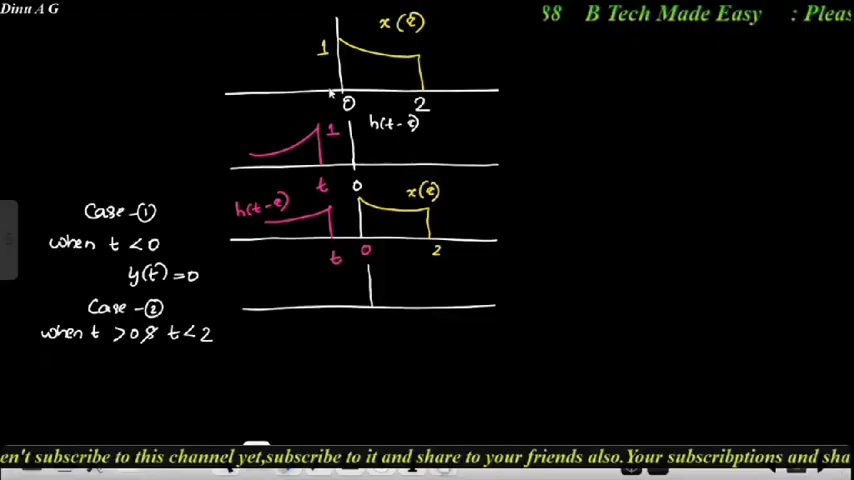 Dinu A G
88 B Tech Made Easy : Pleas
x(τ)
1
0 2
h(t-τ)
1
t 0
h(t-τ) x(τ)
t 0 2
Case-①
when t < 0
y(t) = 0
Case-②
when t > 0 & t < 2
en't subscribe to this channel yet,subscribe to it and share to your friends also.Your subscribptions and sha